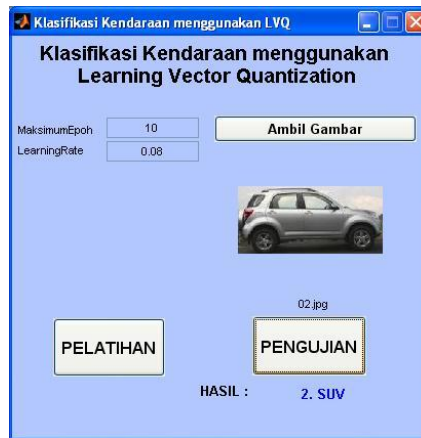 Klasifikasi Kendaraan menggunakan LVQ
Klasifikasi Kendaraan menggunakan
Learning Vector Quantization
MaksimumEpoh 10 Ambil Gambar
LearningRate 0.08
02.jpg
PELATIHAN PENGUJIAN
HASIL : 2. SUV